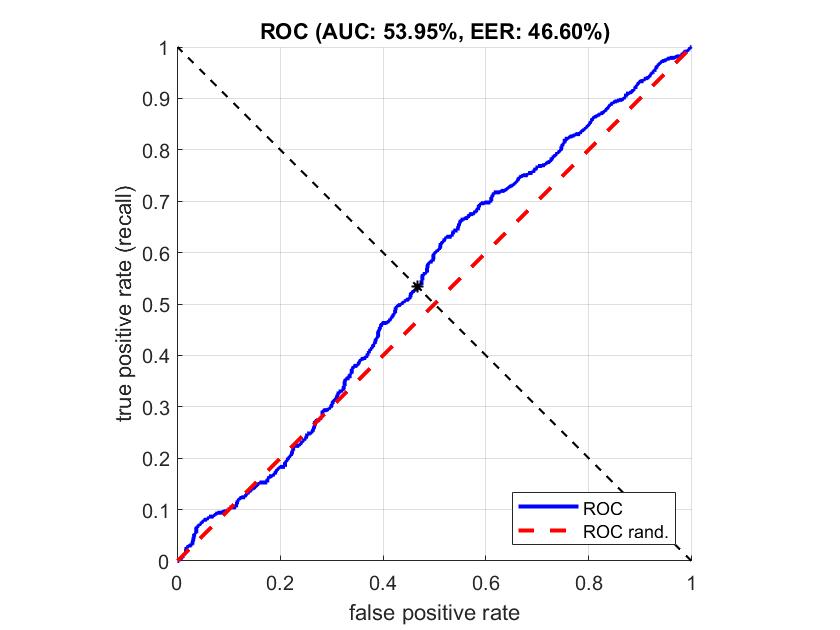 ROC (AUC: 53.95%, EER: 46.60%)
1
0.9
0.8
0.7
0.6
0.5
0.4
0.3
0.2
0.1
0
true positive rate (recall)
ROC
ROC rand.
0 0.2 0.4 0.6 0.8 1
false positive rate